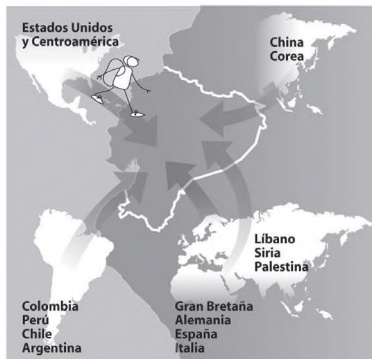 Estados Unidos
y Centroamérica
China
Corea
Líbano
Siria
Palestina
Colombia
Perú
Chile
Argentina
Gran Bretaña
Alemania
España
Italia